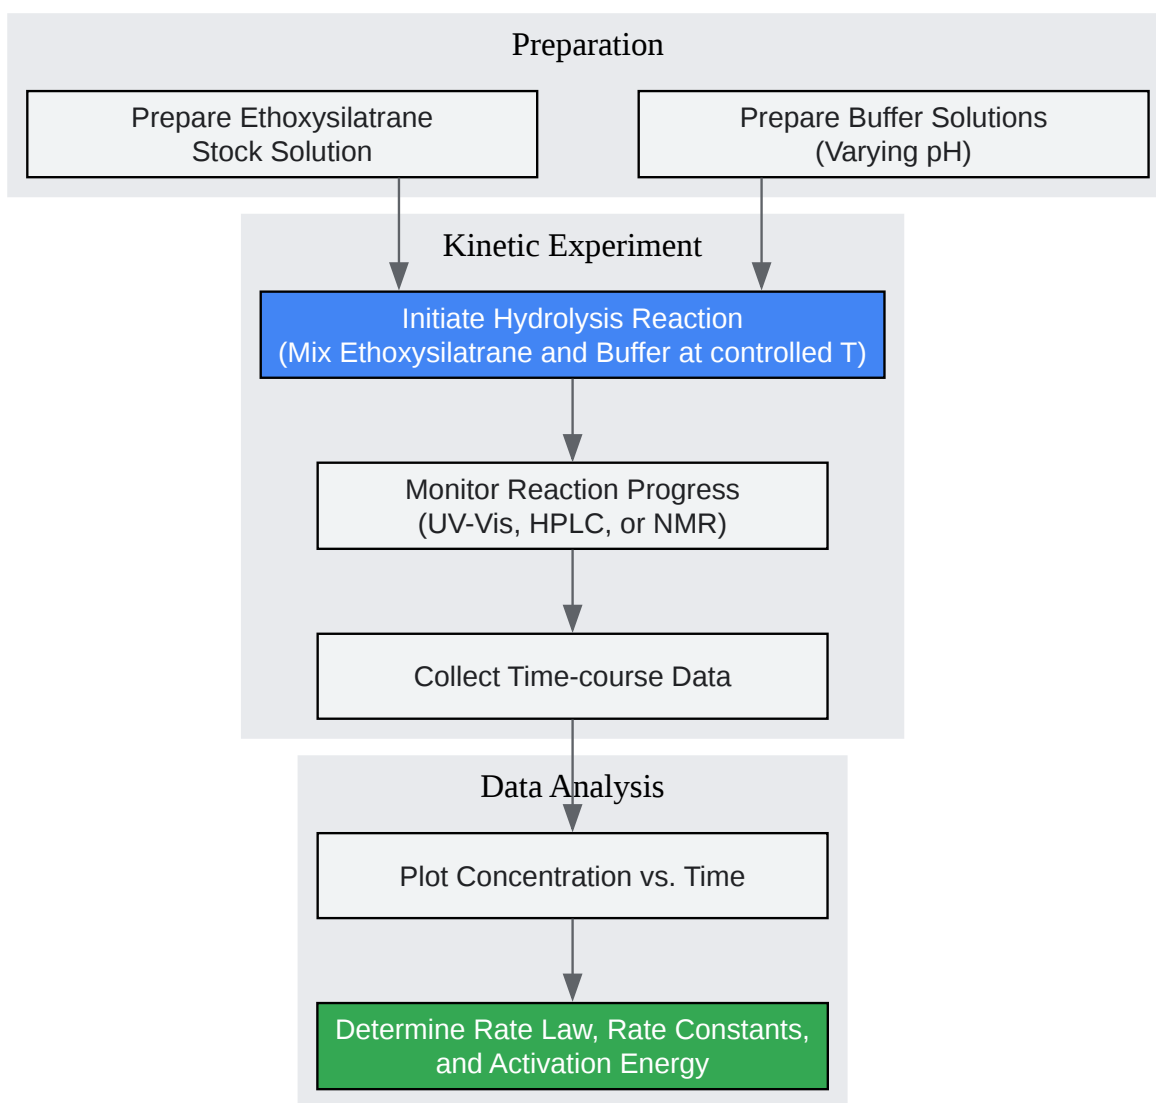 Preparation
Prepare Ethoxysilatrane
Stock Solution
Prepare Buffer Solutions
(Varying pH)
Kinetic Experiment
Initiate Hydrolysis Reaction
(Mix Ethoxysilatrane and Buffer at controlled T)
Monitor Reaction Progress
(UV-Vis, HPLC, or NMR)
Collect Time-course Data
Data Analysis
Plot Concentration vs. Time
Determine Rate Law, Rate Constants,
and Activation Energy